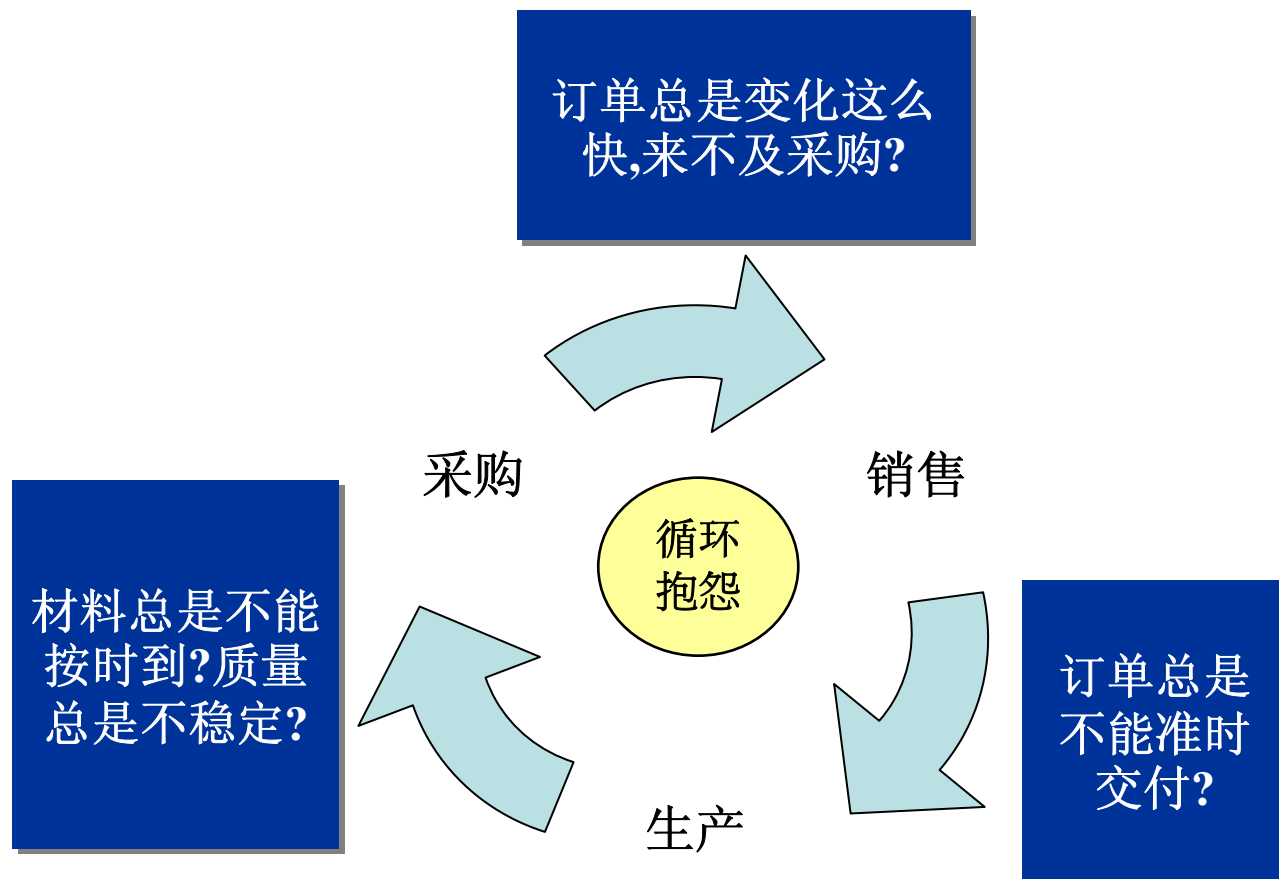 订单总是变化这么
快,来不及采购?
采购
销售
循环
抱怨
材料总是不能
按时到?质量
总是不稳定?
订单总是
不能准时
交付?
生产